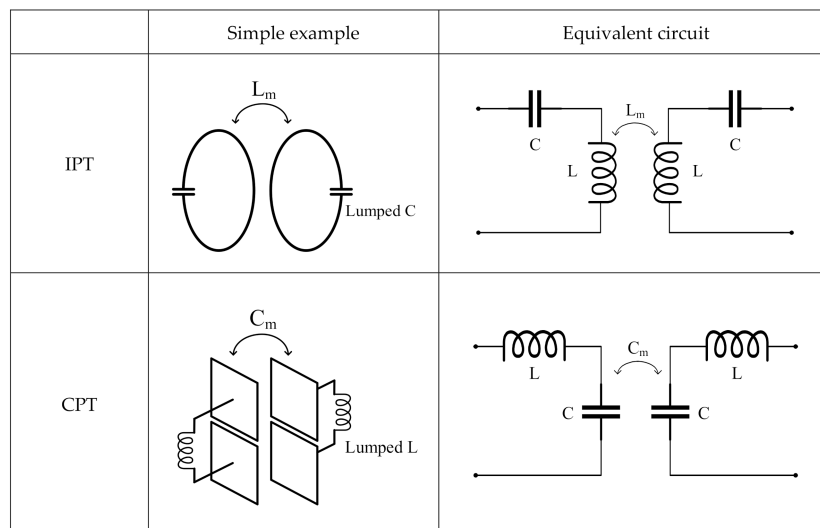 Simple example
Equivalent circuit
IPT
Lₘ
Lumped C
C
Lₘ
C
L
L
CPT
Cₘ
Lumped L
L
Cₘ
L
C
C